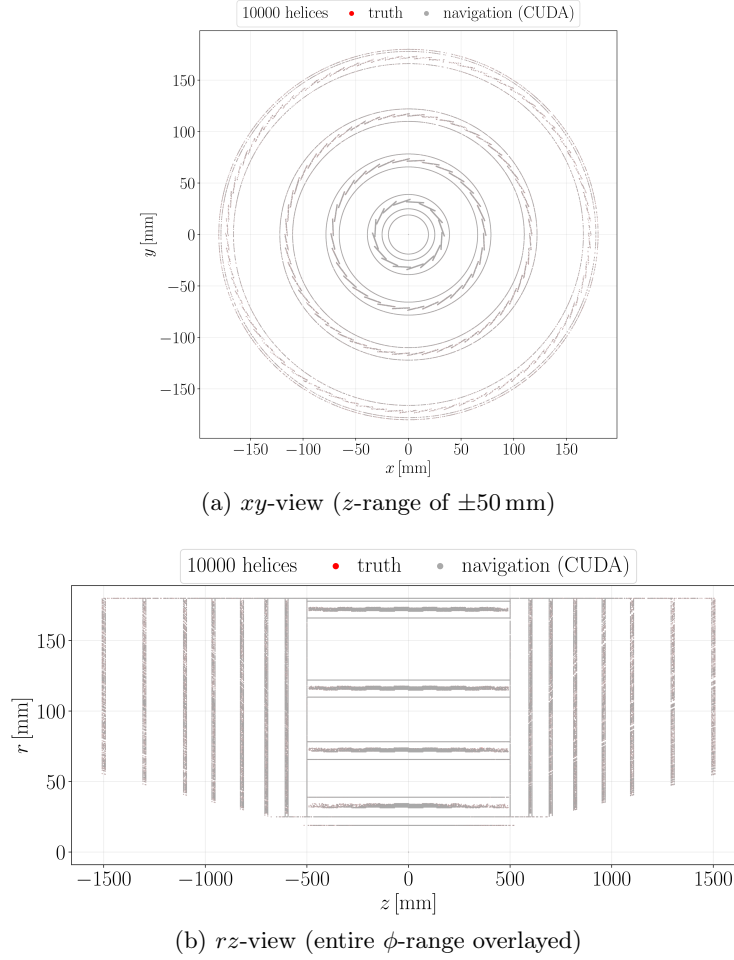 10000 helices truth navigation (CUDA)
150
100
50
0
−50
−100
−150
y [mm]
−150 −100 −50 0 50 100 150
x [mm]
(a) xy-view (z-range of ±50 mm)
10000 helices truth navigation (CUDA)
150
100
50
0
r [mm]
−1500 −1000 −500 0 500 1000 1500
z [mm]
(b) rz-view (entire ϕ-range overlayed)